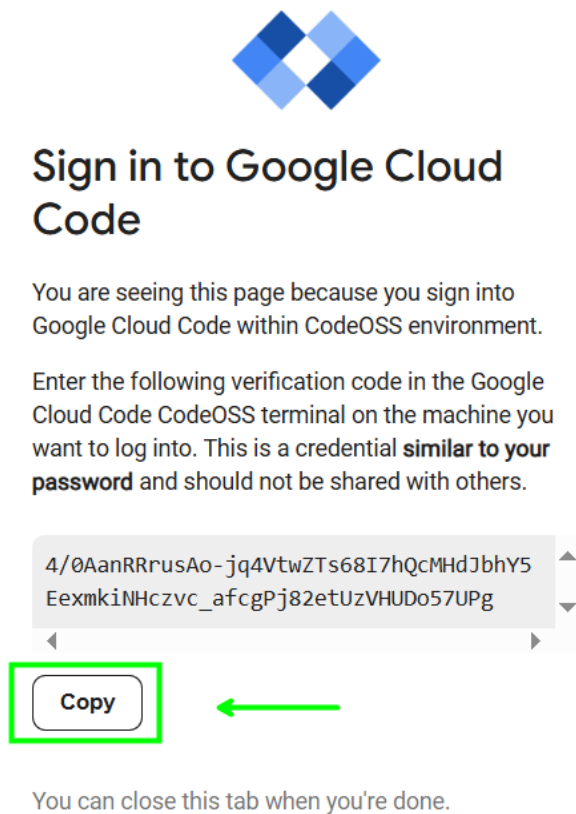 Sign in to Google Cloud
Code
You are seeing this page because you sign into
Google Cloud Code within CodeOSS environment.
Enter the following verification code in the Google
Cloud Code CodeOSS terminal on the machine you
want to log into. This is a credential similar to your
password and should not be shared with others.
4/0AanRRrusAo-jq4VtwZTs68I7hQcMHdJbhY5
EexmkiNHczvc_afcgPj82etUzVHUDo57UPg
Copy
You can close this tab when you're done.